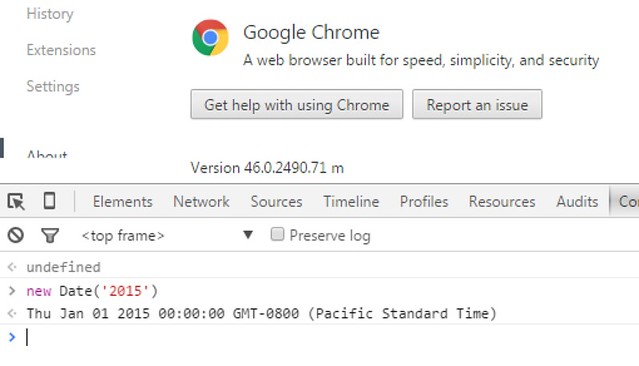 History
Google Chrome
Extensions
A web browser built for speed, simplicity, and security
Settings
Get help with using Chrome Report an issue
About
Version 46.0.2490.71 m
Elements Network Sources Timeline Profiles Resources Audits Co
<top frame> ▼ Preserve log
undefined
> new Date('2015')
Thu Jan 01 2015 00:00:00 GMT-0800 (Pacific Standard Time)
>